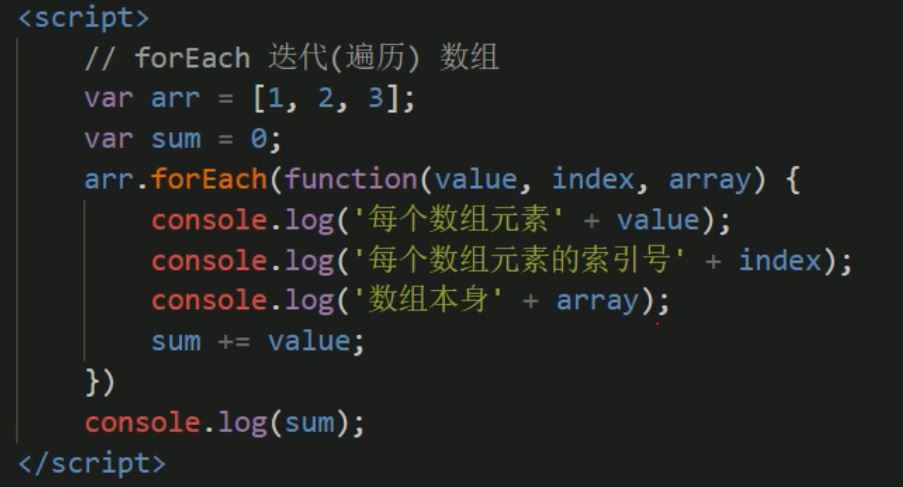 <script>
// forEach 迭代(遍历) 数组
var arr = [1, 2, 3];
var sum = 0;
arr.forEach(function(value, index, array) {
console.log('每个数组元素' + value);
console.log('每个数组元素的索引号' + index);
console.log('数组本身' + array);
sum += value;
})
console.log(sum);
</script>